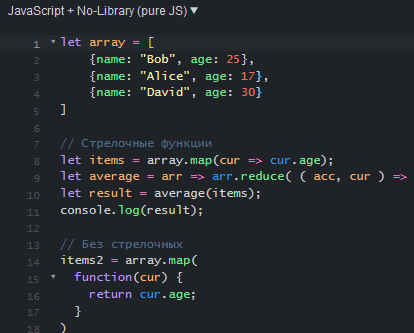 JavaScript + No-Library (pure JS) ▼
1 ▾ let array = [
2 {name: "Bob", age: 25},
3 {name: "Alice", age: 17},
4 {name: "David", age: 30}
5 ]
6
7 // Стрелочные функции
8 let items = array.map(cur => cur.age);
9 let average = arr => arr.reduce( ( acc, cur ) =>
10 let result = average(items);
11 console.log(result);
12
13 // Без стрелочных
14 items2 = array.map(
15 ▾ function(cur) {
16 return cur.age;
17 }
18 )